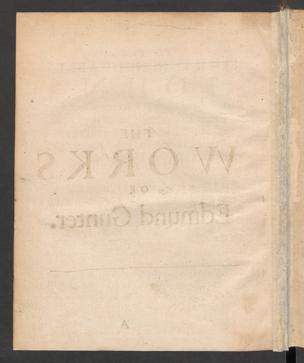 THE
WORKS
OF
Edmund Gunter.
A